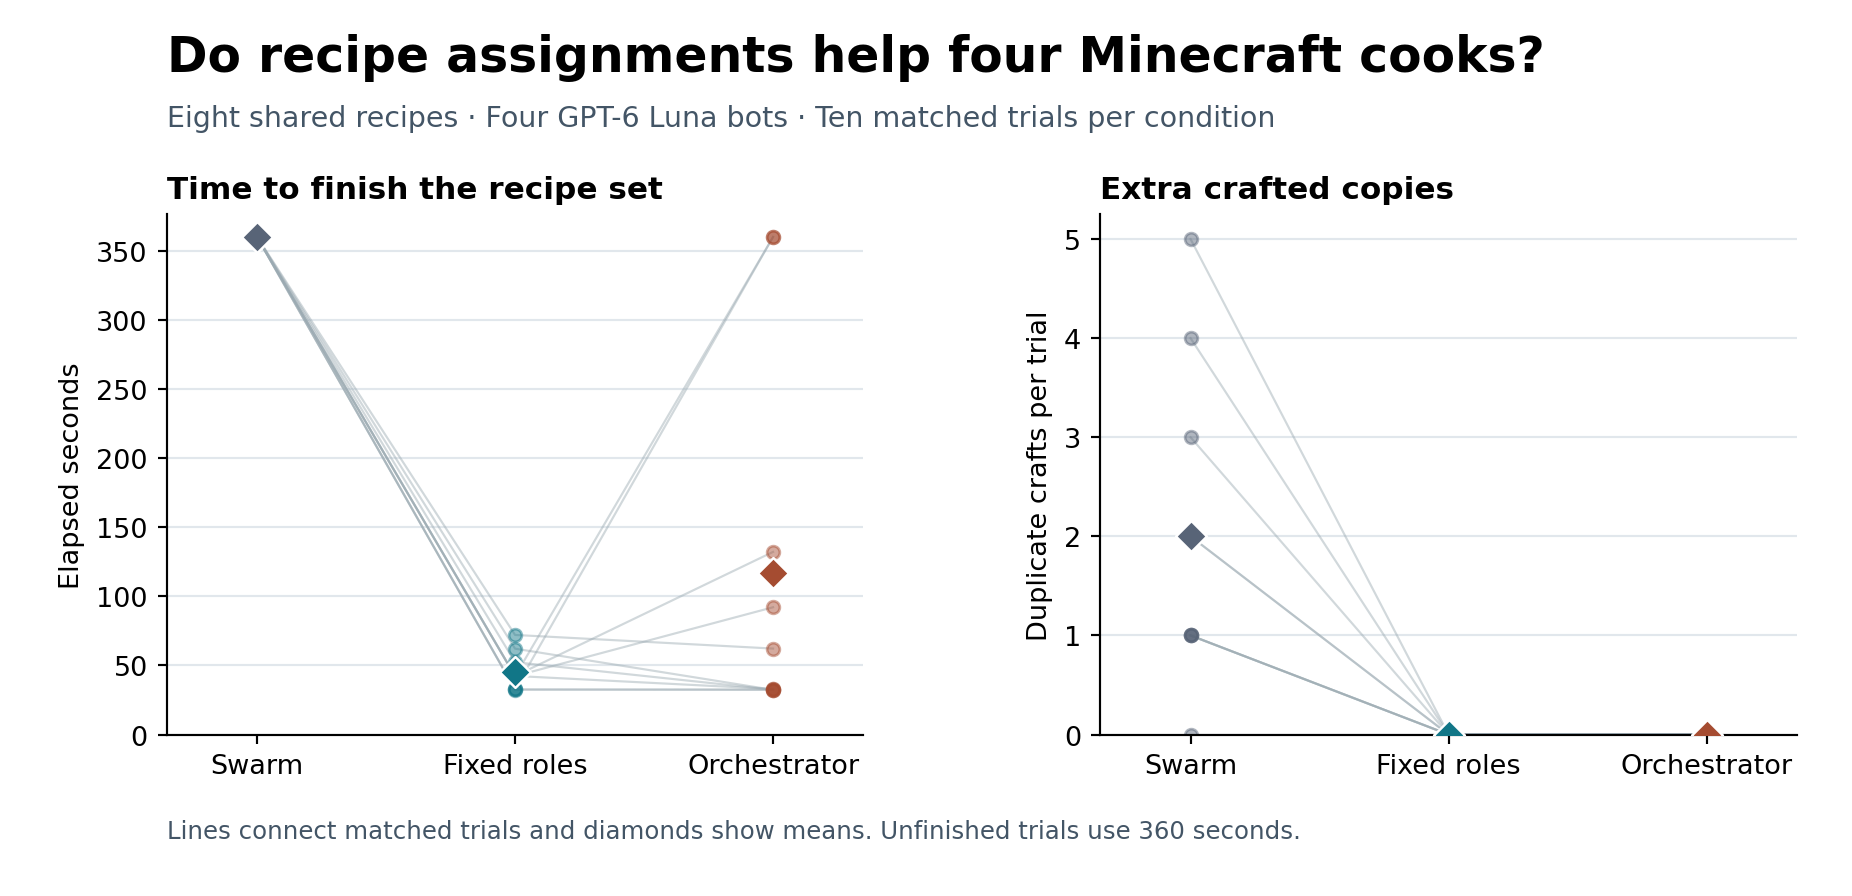 Do recipe assignments help four Minecraft cooks?
Eight shared recipes · Four GPT-6 Luna bots · Ten matched trials per condition
Time to finish the recipe set
Elapsed seconds
350
300
250
200
150
100
50
0
Swarm
Fixed roles
Orchestrator
Extra crafted copies
Duplicate crafts per trial
5
4
3
2
1
0
Swarm
Fixed roles
Orchestrator
Lines connect matched trials and diamonds show means. Unfinished trials use 360 seconds.